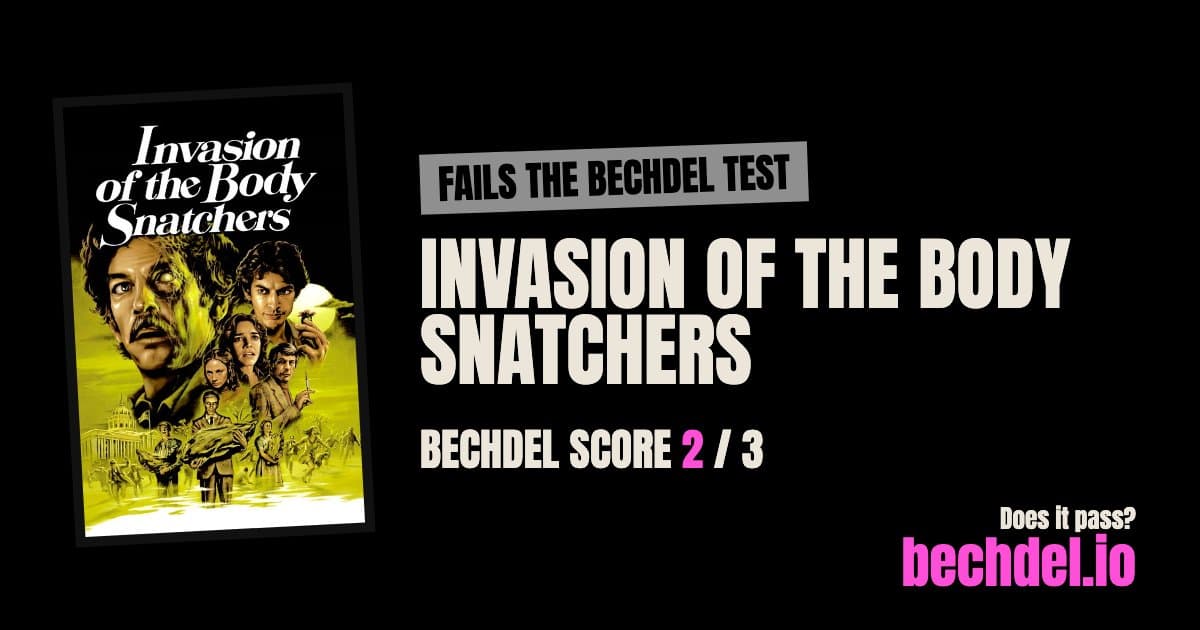 Invasion
of the Body
Snatchers
FAILS THE BECHDEL TEST
INVASION OF THE BODY
SNATCHERS
BECHDEL SCORE 2 / 3
Does it pass?
bechdel.io